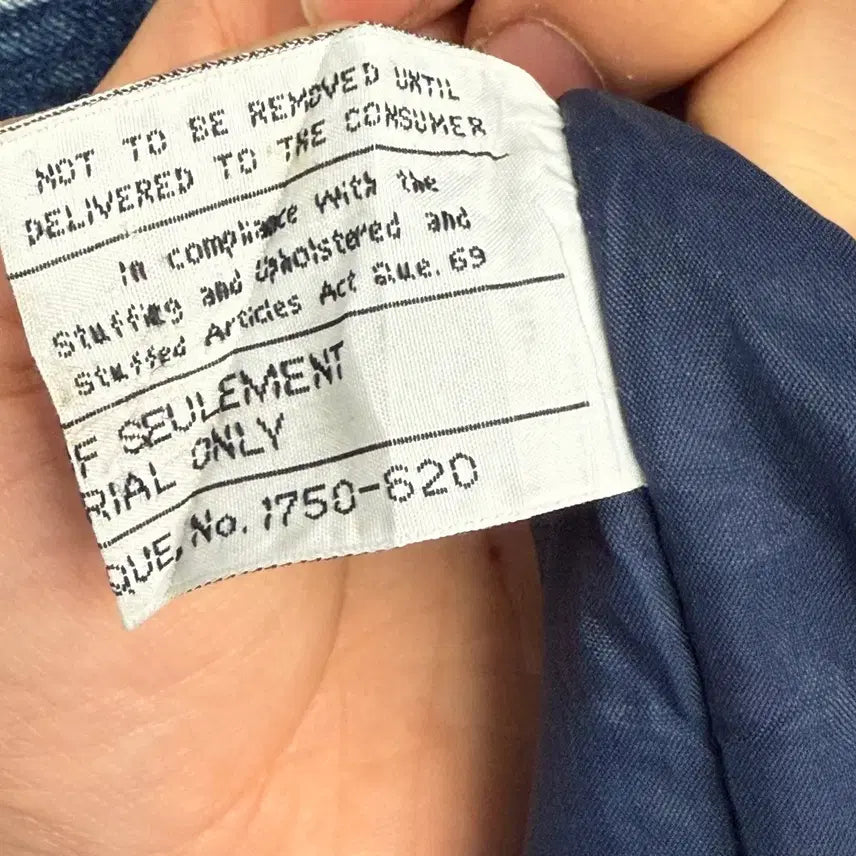 NOT TO BE REMOVED UNTIL
DELIVERED TO THE CONSUMER
In compliance with the
Stuffing and Upholstered and
Stuffed Articles Act Que. 69
F SEULEMENT
RIAL ONLY
QUE. No. 1750-620